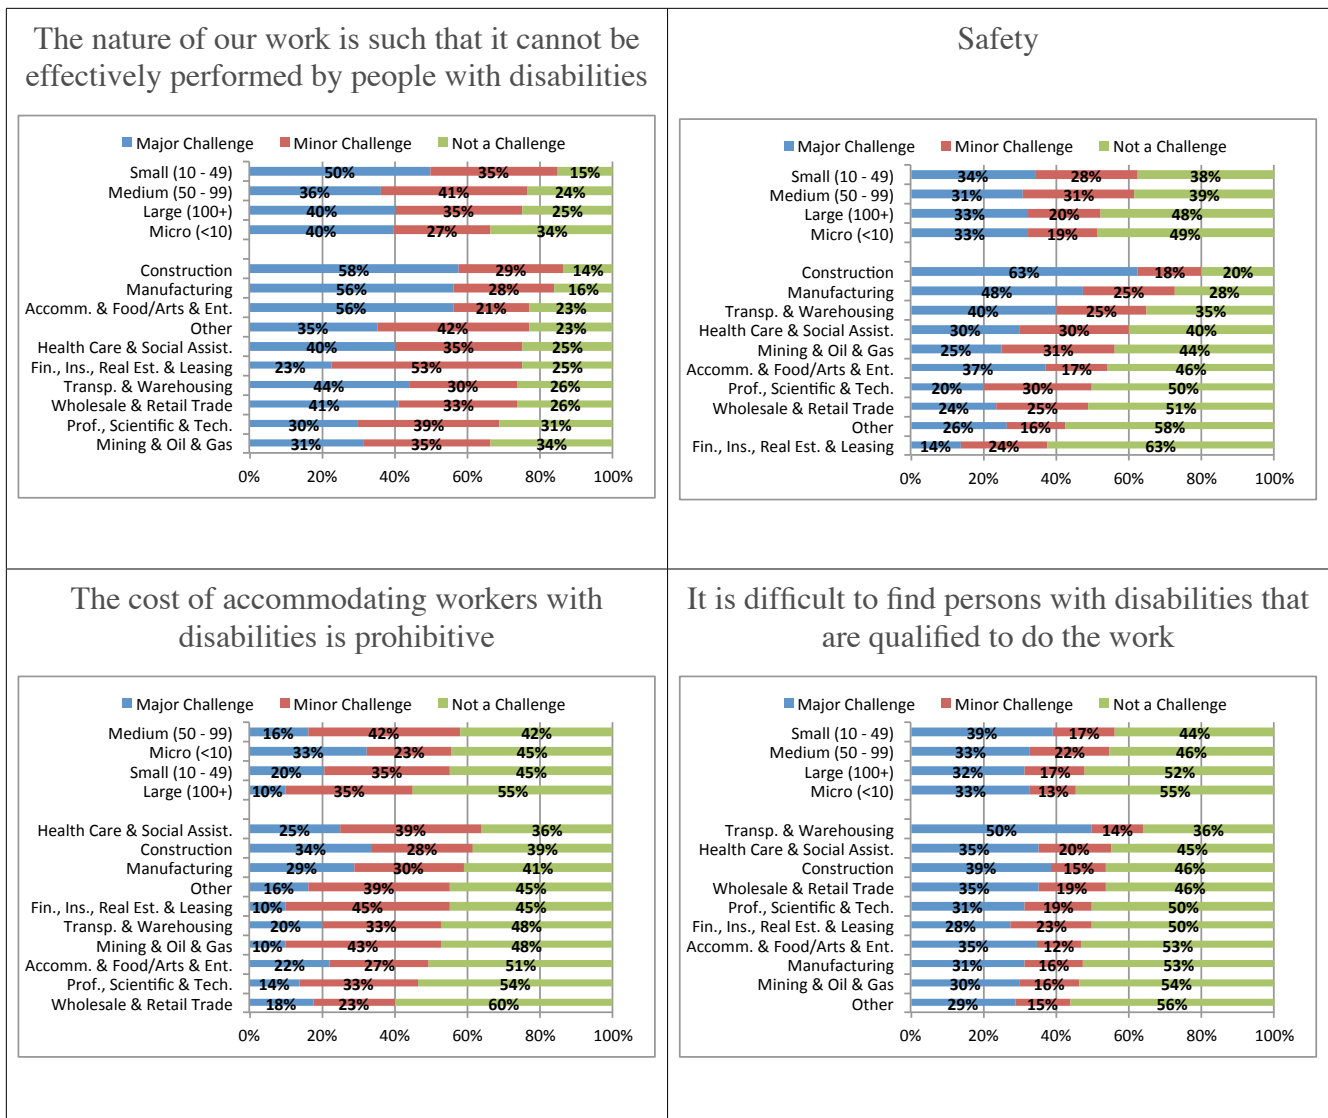 The nature of our work is such that it cannot be
effectively performed by people with disabilities
Major Challenge Minor Challenge Not a Challenge
Small (10 - 49) 50% 35% 15%
Medium (50 - 99) 36% 41% 24%
Large (100+) 40% 35% 25%
Micro (<10) 40% 27% 34%
Construction 58% 29% 14%
Manufacturing 56% 28% 16%
Accomm. & Food/Arts & Ent. 56% 21% 23%
Other 35% 42% 23%
Health Care & Social Assist. 40% 35% 25%
Fin., Ins., Real Est. & Leasing 23% 53% 25%
Transp. & Warehousing 44% 30% 26%
Wholesale & Retail Trade 41% 33% 26%
Prof., Scientific & Tech. 30% 39% 31%
Mining & Oil & Gas 31% 35% 34%
0% 20% 40% 60% 80% 100%
Safety
Major Challenge Minor Challenge Not a Challenge
Small (10 - 49) 34% 28% 38%
Medium (50 - 99) 31% 31% 39%
Large (100+) 33% 20% 48%
Micro (<10) 33% 19% 49%
Construction 63% 18% 20%
Manufacturing 48% 25% 28%
Transp. & Warehousing 40% 25% 35%
Health Care & Social Assist. 30% 30% 40%
Mining & Oil & Gas 25% 31% 44%
Accomm. & Food/Arts & Ent. 37% 17% 46%
Prof., Scientific & Tech. 20% 30% 50%
Wholesale & Retail Trade 24% 25% 51%
Other 26% 16% 58%
Fin., Ins., Real Est. & Leasing 14% 24% 63%
0% 20% 40% 60% 80% 100%
The cost of accommodating workers with
disabilities is prohibitive
Major Challenge Minor Challenge Not a Challenge
Medium (50 - 99) 16% 42% 42%
Micro (<10) 33% 23% 45%
Small (10 - 49) 20% 35% 45%
Large (100+) 10% 35% 55%
Health Care & Social Assist. 25% 39% 36%
Construction 34% 28% 39%
Manufacturing 29% 30% 41%
Other 16% 39% 45%
Fin., Ins., Real Est. & Leasing 10% 45% 45%
Transp. & Warehousing 20% 33% 48%
Mining & Oil & Gas 10% 43% 48%
Accomm. & Food/Arts & Ent. 22% 27% 51%
Prof., Scientific & Tech. 14% 33% 54%
Wholesale & Retail Trade 18% 23% 60%
0% 20% 40% 60% 80% 100%
It is difficult to find persons with disabilities that
are qualified to do the work
Major Challenge Minor Challenge Not a Challenge
Small (10 - 49) 39% 17% 44%
Medium (50 - 99) 33% 22% 46%
Large (100+) 32% 17% 52%
Micro (<10) 33% 13% 55%
Transp. & Warehousing 50% 14% 36%
Health Care & Social Assist. 35% 20% 45%
Construction 39% 15% 46%
Wholesale & Retail Trade 35% 19% 46%
Prof., Scientific & Tech. 31% 19% 50%
Fin., Ins., Real Est. & Leasing 28% 23% 50%
Accomm. & Food/Arts & Ent. 35% 12% 53%
Manufacturing 31% 16% 53%
Mining & Oil & Gas 30% 16% 54%
Other 29% 15% 56%
0% 20% 40% 60% 80% 100%